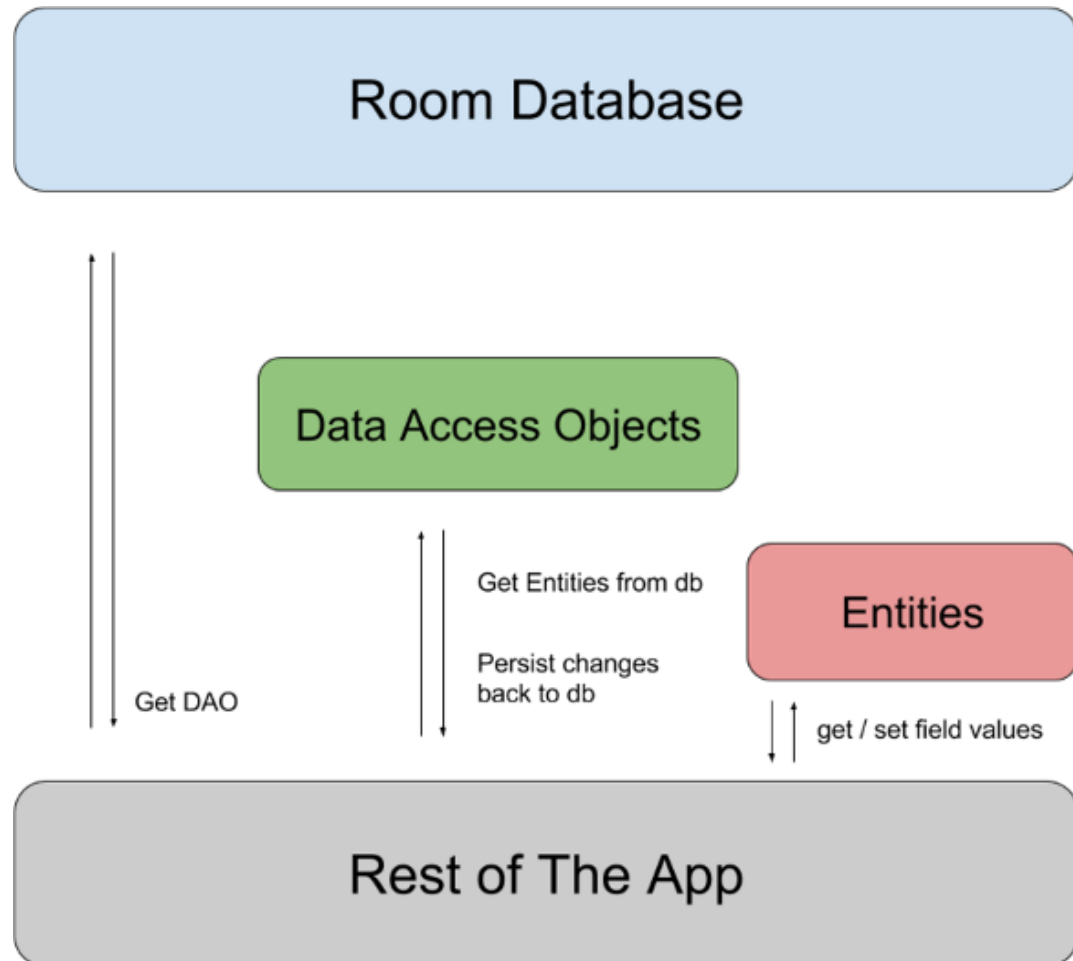 Room Database
Data Access Objects
Get Entities from db
Entities
Persist changes
back to db
Get DAO
get / set field values
Rest of The App